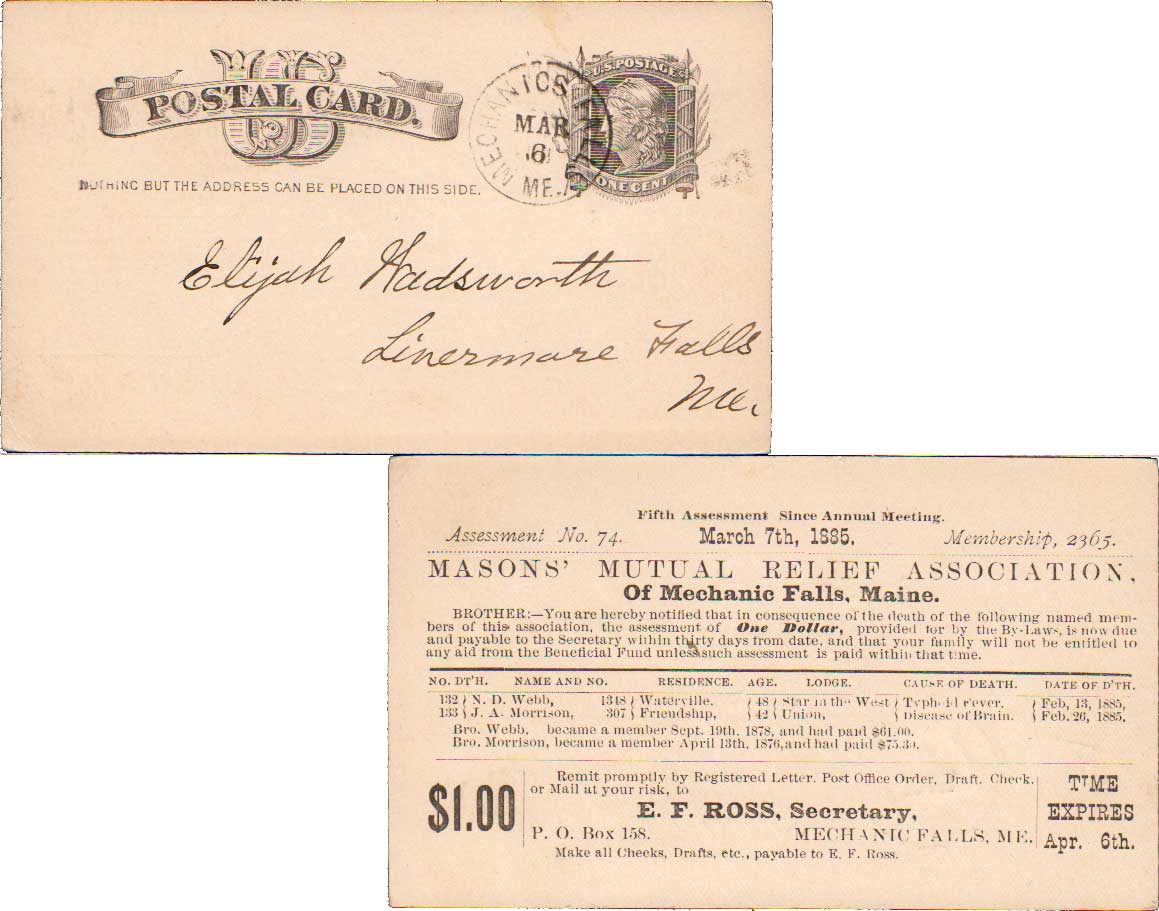 US
POSTAL CARD.
NOTHING BUT THE ADDRESS CAN BE PLACED ON THIS SIDE.
MECHANICS
MAR
6
ME.
U.S. POSTAGE
ONE CENT
Elijah Wadsworth
Livermore Falls
Me.
Fifth Assessment Since Annual Meeting.
Assessment No. 74. March 7th, 1885. Membership, 2365.
MASONS' MUTUAL RELIEF ASSOCIATION,
Of Mechanic Falls, Maine.
BROTHER:—You are hereby notified that in consequence of the death of the following named mem-
bers of this association, the assessment of One Dollar, provided for by the By-Laws, is now due
and payable to the Secretary within thirty days from date, and that your family will not be entitled to
any aid from the Beneficial Fund unless such assessment is paid within that time.
NO. DT'H. NAME AND NO. RESIDENCE. AGE. LODGE. CAUSE OF DEATH. DATE OF D'TH.
132 N. D. Webb, 1348 Waterville. 48 Star in the West Typhoid Fever. Feb, 13, 1885,
133 J. A. Morrison, 307 Friendship, 42 Union, Disease of Brain. Feb. 26, 1885.
Bro. Webb, became a member Sept. 19th. 1878, and had paid $61.00.
Bro. Morrison, became a member April 13th. 1876, and had paid $75.30.
$1.00
Remit promptly by Registered Letter, Post Office Order, Draft, Check,
or Mail at your risk, to
E. F. ROSS, Secretary,
P. O. Box 158. MECHANIC FALLS, ME.
Make all Checks, Drafts, etc., payable to E. F. Ross.
TIME
EXPIRES
Apr. 6th.